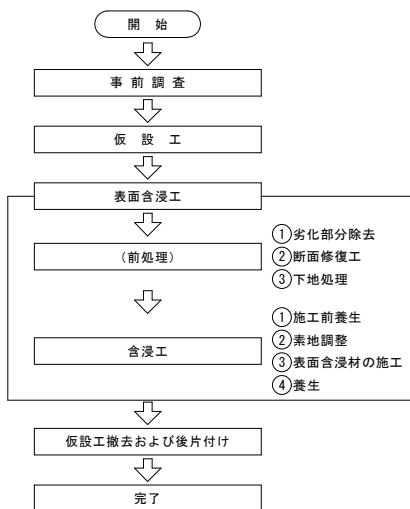 開　始
事 前 調 査
仮　設　工
表面含浸工
(前処理)
①劣化部分除去
②断面修復工
③下地処理
含浸工
①施工前養生
②素地調整
③表面含浸材の施工
④養生
仮設工撤去および後片付け
完了